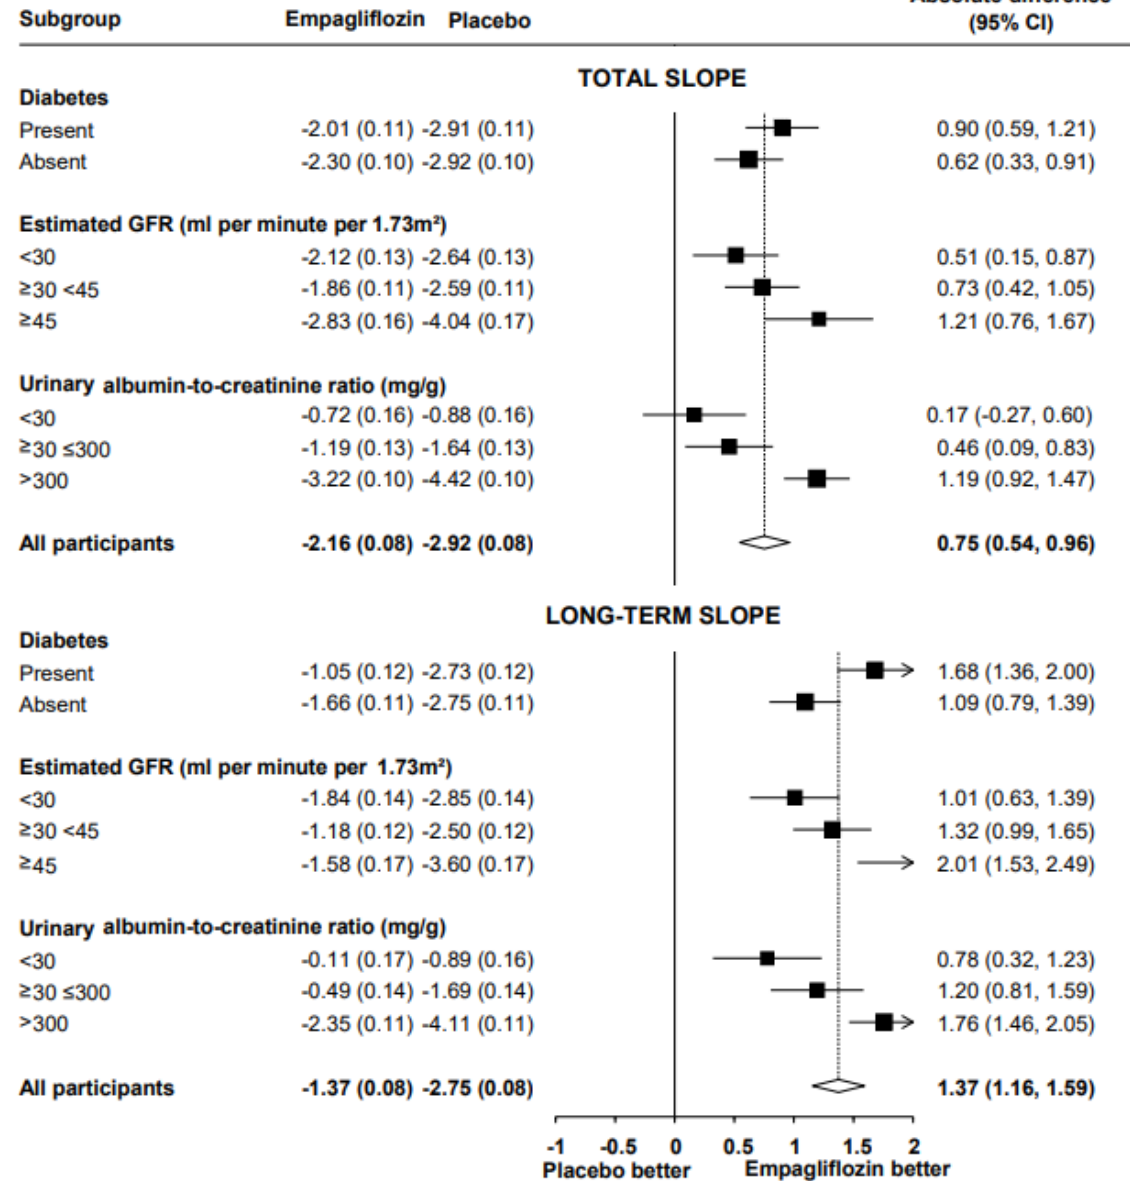 Absolute difference
Subgroup Empagliflozin Placebo (95% CI)
TOTAL SLOPE
Diabetes
Present -2.01 (0.11) -2.91 (0.11) 0.90 (0.59, 1.21)
Absent -2.30 (0.10) -2.92 (0.10) 0.62 (0.33, 0.91)
Estimated GFR (ml per minute per 1.73m²)
<30 -2.12 (0.13) -2.64 (0.13) 0.51 (0.15, 0.87)
≥30 <45 -1.86 (0.11) -2.59 (0.11) 0.73 (0.42, 1.05)
≥45 -2.83 (0.16) -4.04 (0.17) 1.21 (0.76, 1.67)
Urinary albumin-to-creatinine ratio (mg/g)
<30 -0.72 (0.16) -0.88 (0.16) 0.17 (-0.27, 0.60)
≥30 ≤300 -1.19 (0.13) -1.64 (0.13) 0.46 (0.09, 0.83)
>300 -3.22 (0.10) -4.42 (0.10) 1.19 (0.92, 1.47)
All participants -2.16 (0.08) -2.92 (0.08) 0.75 (0.54, 0.96)
LONG-TERM SLOPE
Diabetes
Present -1.05 (0.12) -2.73 (0.12) 1.68 (1.36, 2.00)
Absent -1.66 (0.11) -2.75 (0.11) 1.09 (0.79, 1.39)
Estimated GFR (ml per minute per 1.73m²)
<30 -1.84 (0.14) -2.85 (0.14) 1.01 (0.63, 1.39)
≥30 <45 -1.18 (0.12) -2.50 (0.12) 1.32 (0.99, 1.65)
≥45 -1.58 (0.17) -3.60 (0.17) 2.01 (1.53, 2.49)
Urinary albumin-to-creatinine ratio (mg/g)
<30 -0.11 (0.17) -0.89 (0.16) 0.78 (0.32, 1.23)
≥30 ≤300 -0.49 (0.14) -1.69 (0.14) 1.20 (0.81, 1.59)
>300 -2.35 (0.11) -4.11 (0.11) 1.76 (1.46, 2.05)
All participants -1.37 (0.08) -2.75 (0.08) 1.37 (1.16, 1.59)
-1 -0.5 0 0.5 1 1.5 2
Placebo better Empagliflozin better